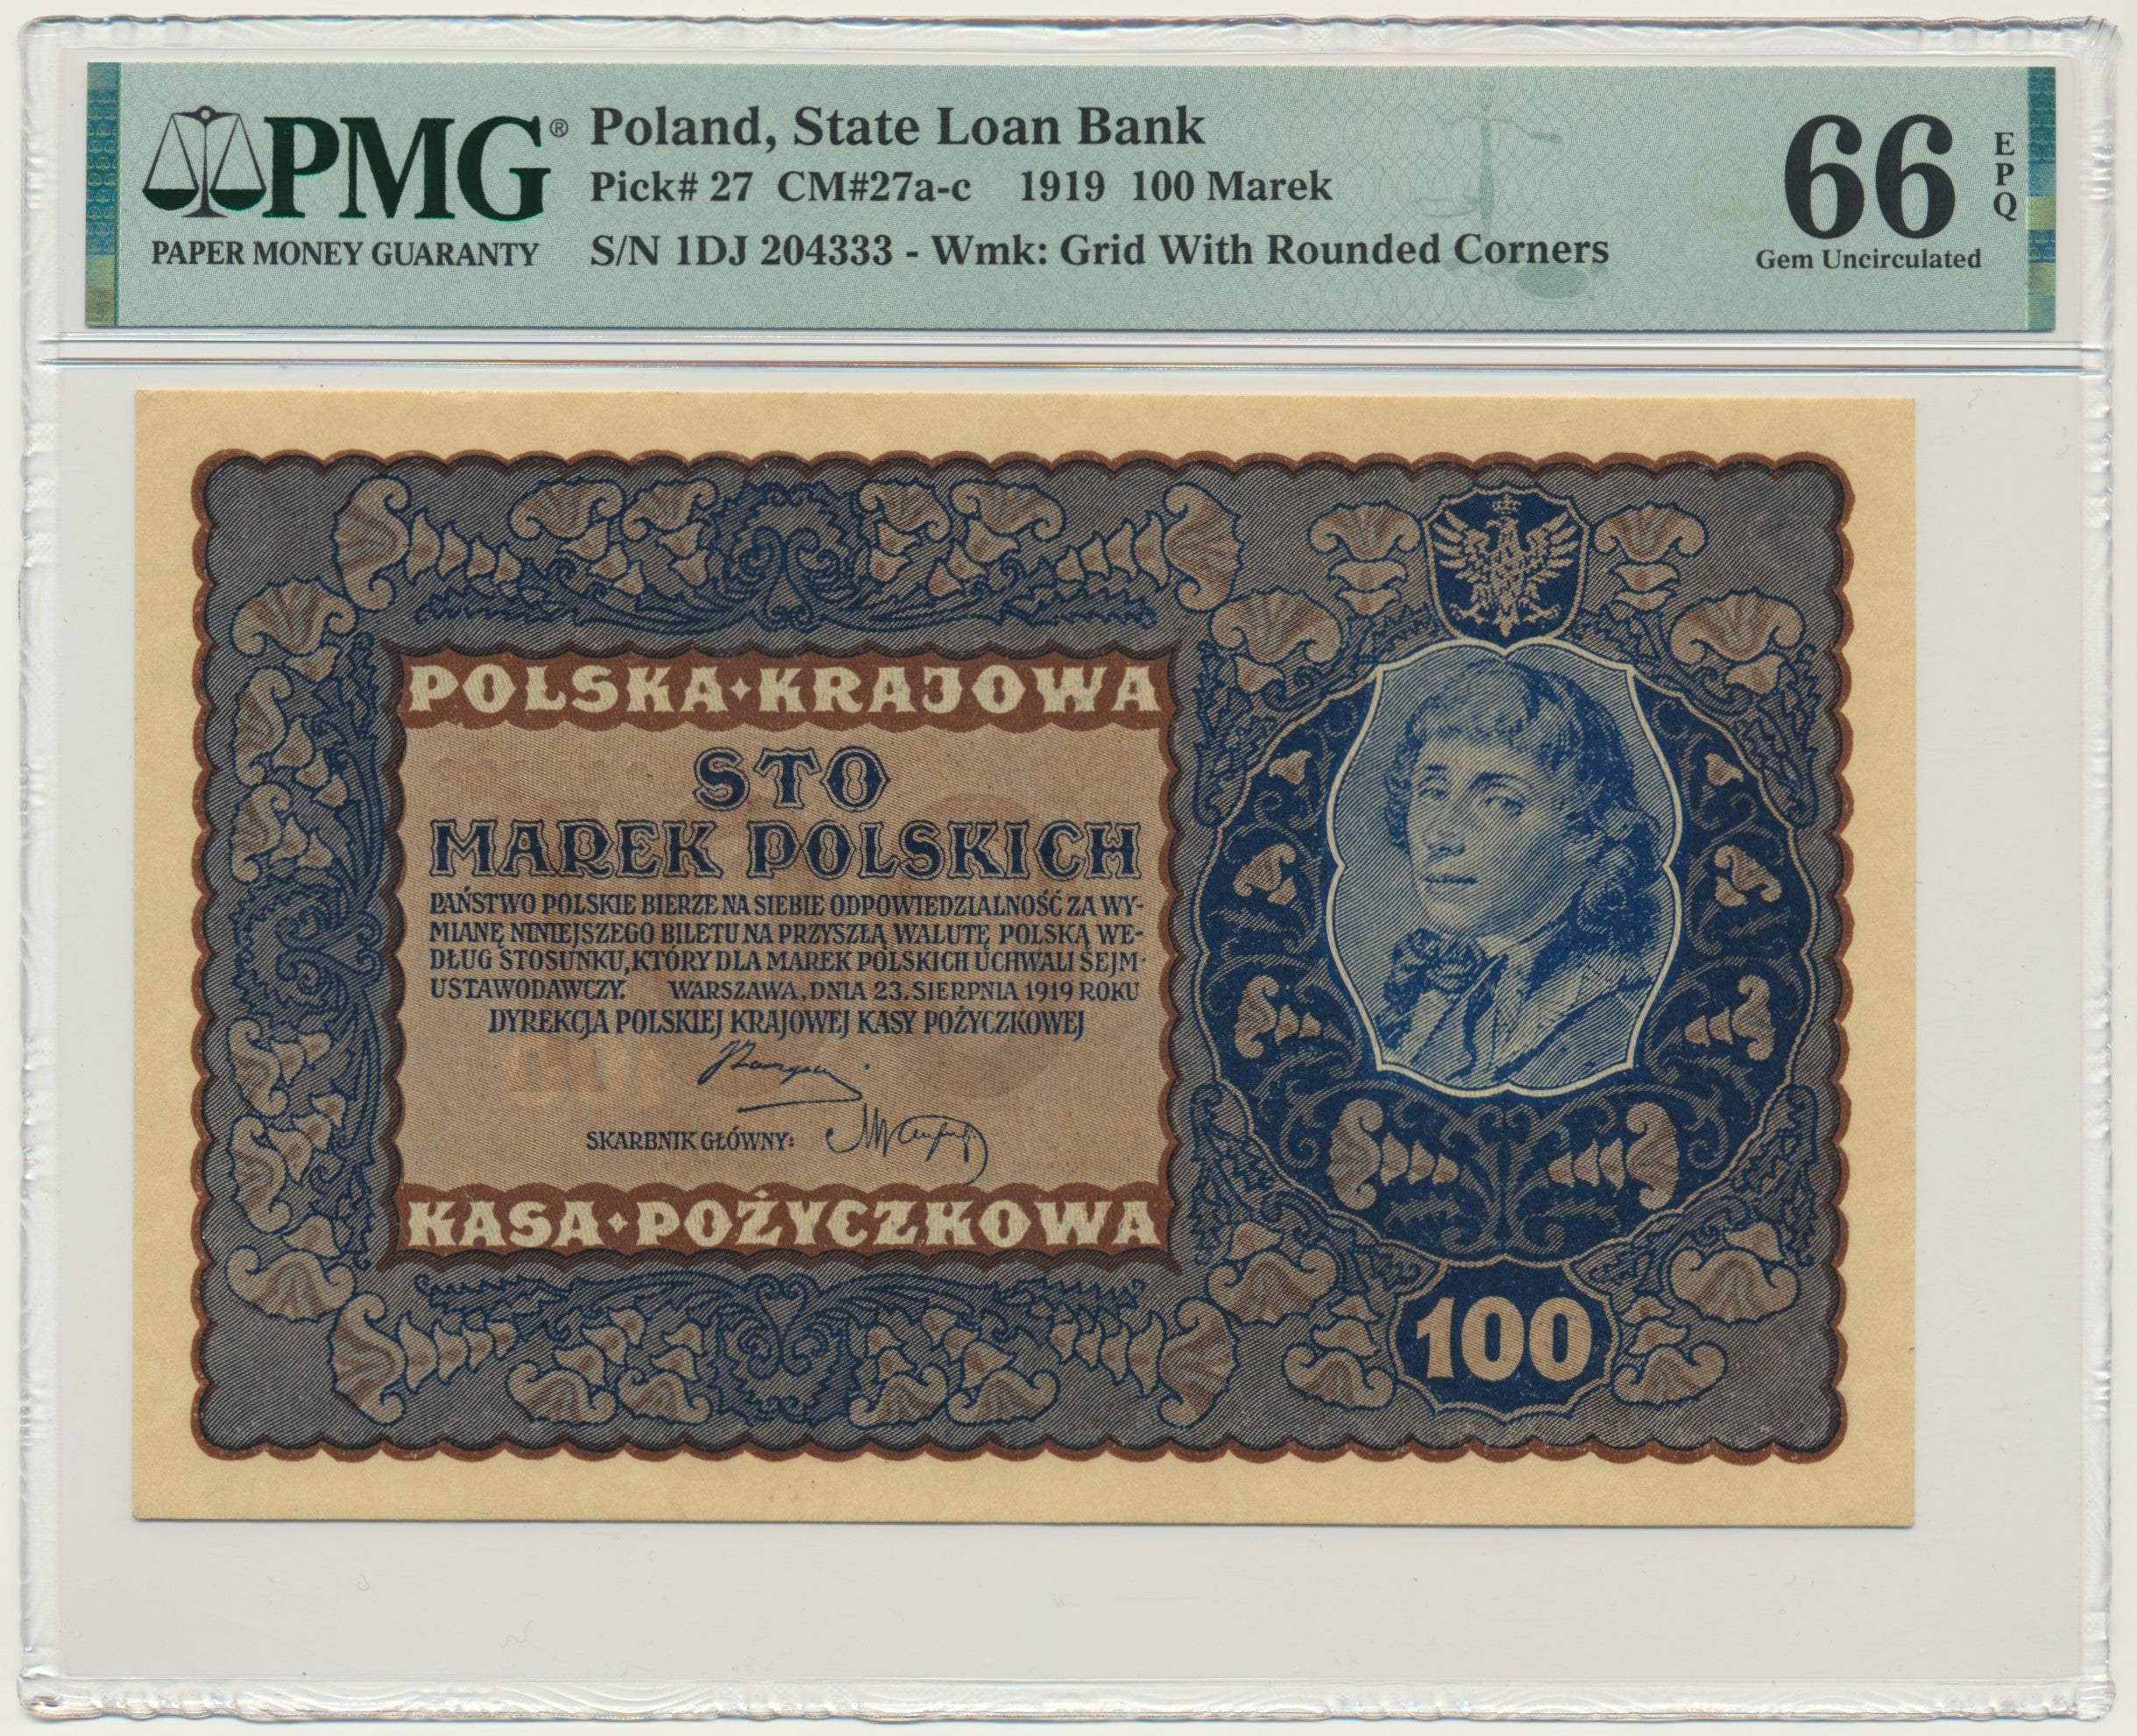 PMG®
PAPER MONEY GUARANTY
Poland, State Loan Bank
Pick# 27 CM#27a-c 1919 100 Marek
S/N 1DJ 204333 - Wmk: Grid With Rounded Corners
66
EPQ
Gem Uncirculated
POLSKA·KRAJOWA
STO
MAREK POLSKICH
PAŃSTWO POLSKIE BIERZE NA SIEBIE ODPOWIEDZIALNOŚĆ ZA WY-
MIANĘ NINIEJSZEGO BILETU NA PRZYSZŁĄ WALUTĘ POLSKĄ WE-
DŁUG STOSUNKU, KTÓRY DLA MAREK POLSKICH UCHWALI SEJM
USTAWODAWCZY. WARSZAWA, DNIA 23. SIERPNIA 1919 ROKU
DYREKCJA POLSKIEJ KRAJOWEJ KASY POŻYCZKOWEJ
SKARBNIK GŁÓWNY:
KASA·POŻYCZKOWA
100